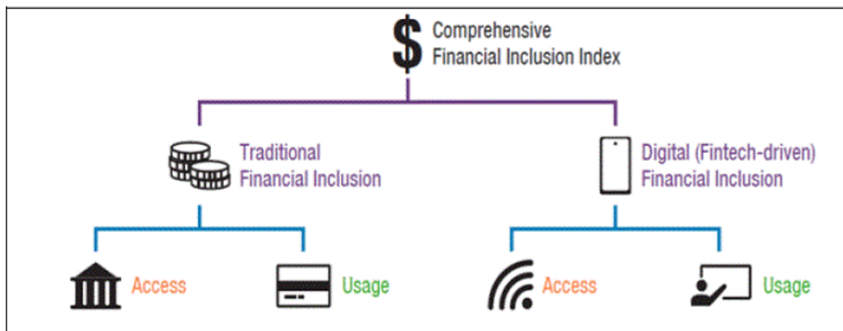 $ Comprehensive
Financial Inclusion Index
Traditional
Financial Inclusion
Digital (Fintech-driven)
Financial Inclusion
Access
Usage
Access
Usage